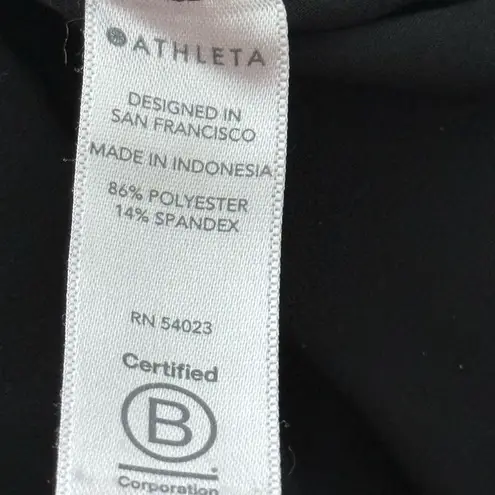 ATHLETA
DESIGNED IN
SAN FRANCISCO
MADE IN INDONESIA
86% POLYESTER
14% SPANDEX
RN 54023
Certified
B
Corporation